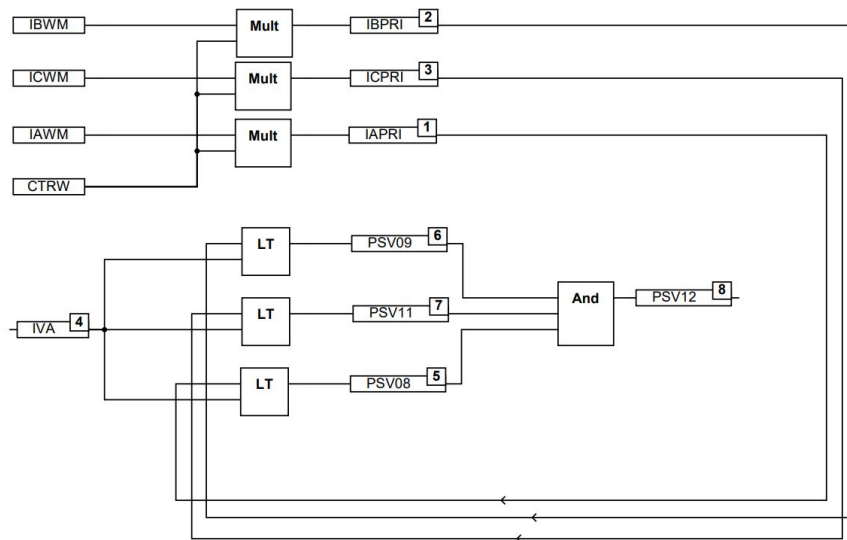 IBWM Mult IBPRI 2
ICWM Mult ICPRI 3
IAWM Mult IAPRI 1
CTRW
LT PSV09 6
IVA 4 LT PSV11 7 And PSV12 8
LT PSV08 5